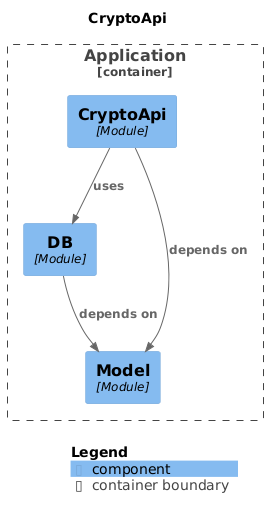 CryptoApi
Application
[container]
CryptoApi
[Module]
uses
depends on
DB
[Module]
depends on
Model
[Module]
Legend
component
container boundary